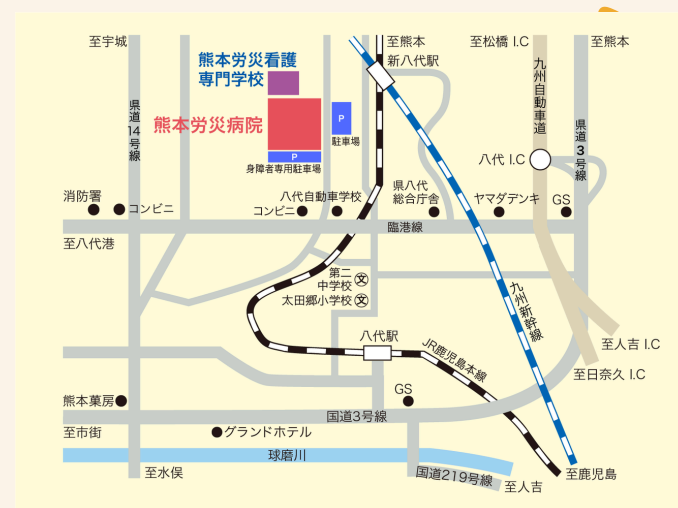 至宇城
至熊本
至松橋 I.C
至熊本
熊本労災看護
専門学校
新八代駅
九州自動車道
県道14号線
県道3号線
熊本労災病院
P
駐車場
P
身障者専用駐車場
八代 I.C
消防署
コンビニ
八代自動車学校
コンビニ
県八代
総合庁舎
ヤマダデンキ
GS
臨港線
至八代港
第二
中学校
文
太田郷小学校
文
九州新幹線
八代駅
JR鹿児島本線
至人吉 I.C
至日奈久 I.C
GS
熊本菓房
国道3号線
至市街
グランドホテル
球磨川
至水俣
国道219号線
至人吉
至鹿児島